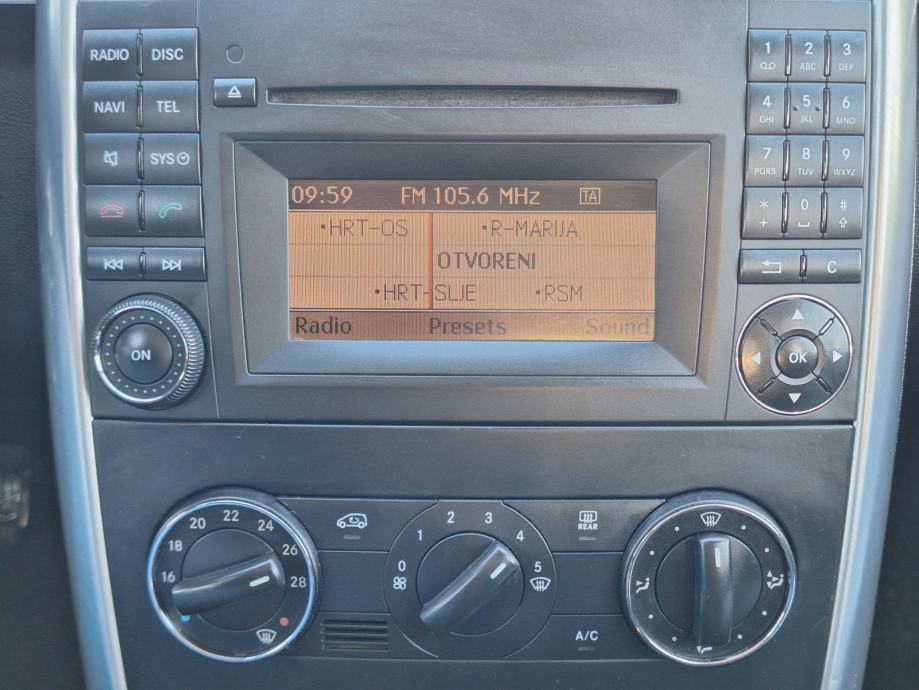 RADIO DISC
NAVI TEL
SYS
ON
09:59 FM 105.6 MHz TA
HRT-OS R-MARIJA
OTVORENI
HRT-SLJE RSM
Radio Presets Sound
1 2 3
ABC DEF
4 5 6
GHI JKL MNO
7 8 9
PQRS TUV WXYZ
* 0 #
+
C
OK
16 18 20 22 24 26 28
0 1 2 3 4 5
REAR
A/C